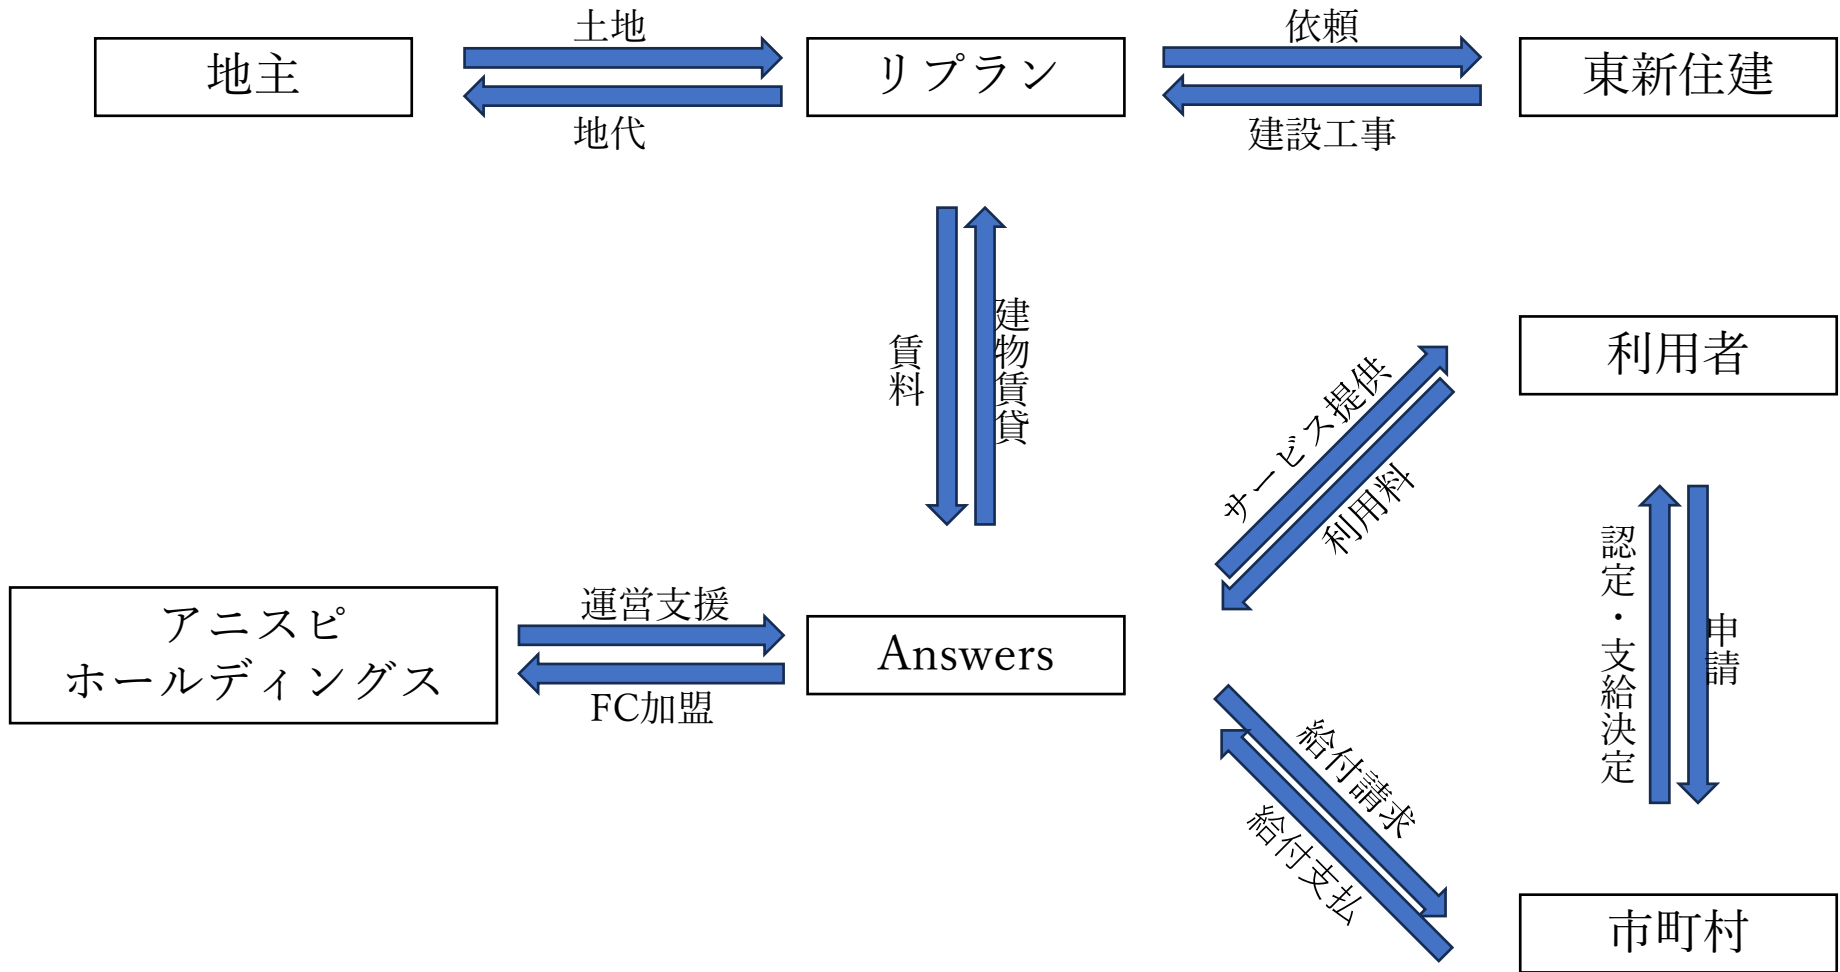 土地
依頼
地主
リプラン
東新住建
地代
建設工事
賃料
建物賃貸
利用者
サービス提供
利用料
アニスピ
ホールディングス
運営支援
FC加盟
Answers
認定・支給決定
申請
給付請求
給付支払
市町村